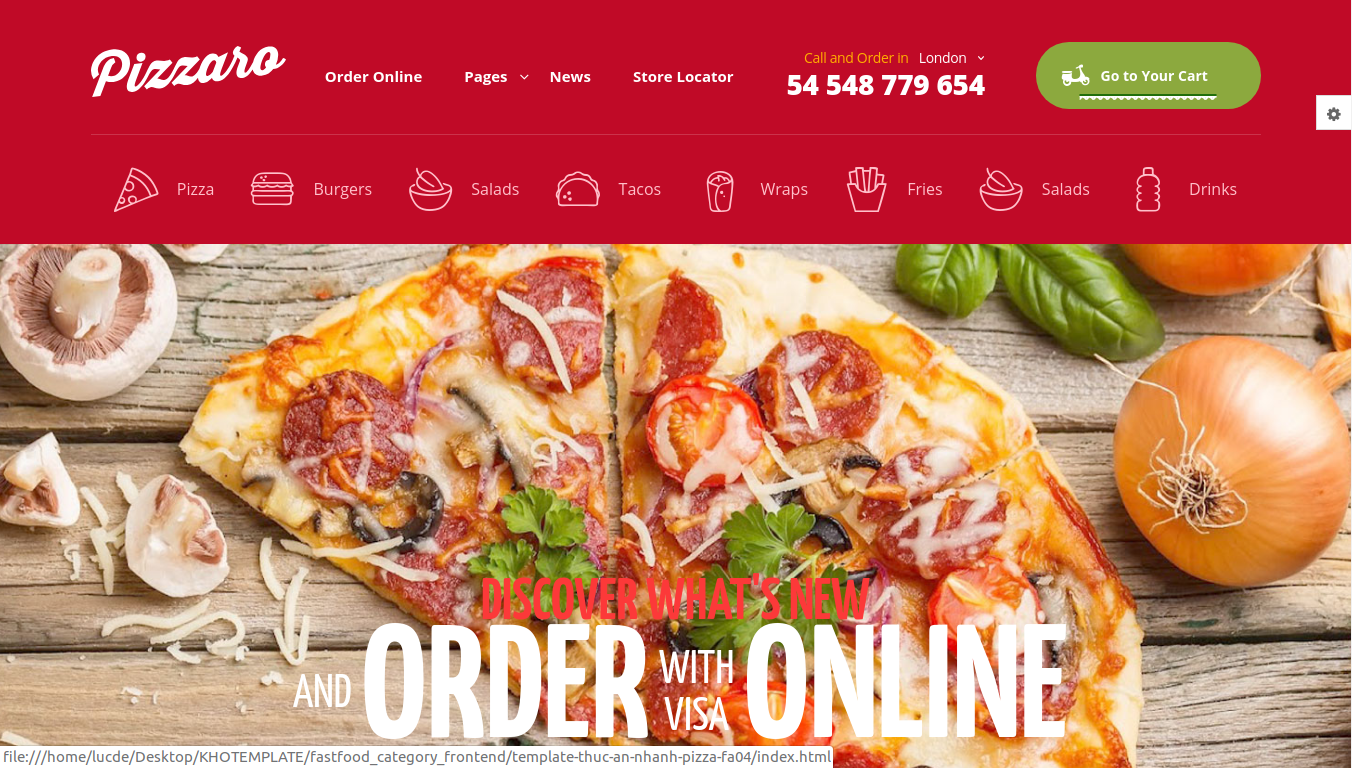 Pizzaro
Order Online
Pages
News
Store Locator
Call and Order in London
54 548 779 654
Go to Your Cart
Pizza
Burgers
Salads
Tacos
Wraps
Fries
Salads
Drinks
DISCOVER WHAT'S NEW
AND ORDER WITH VISA ONLINE
file:///home/lucde/Desktop/KHOTEMPLATE/fastfood_category_frontend/template-thuc-an-nhanh-pizza-fa04/index.html